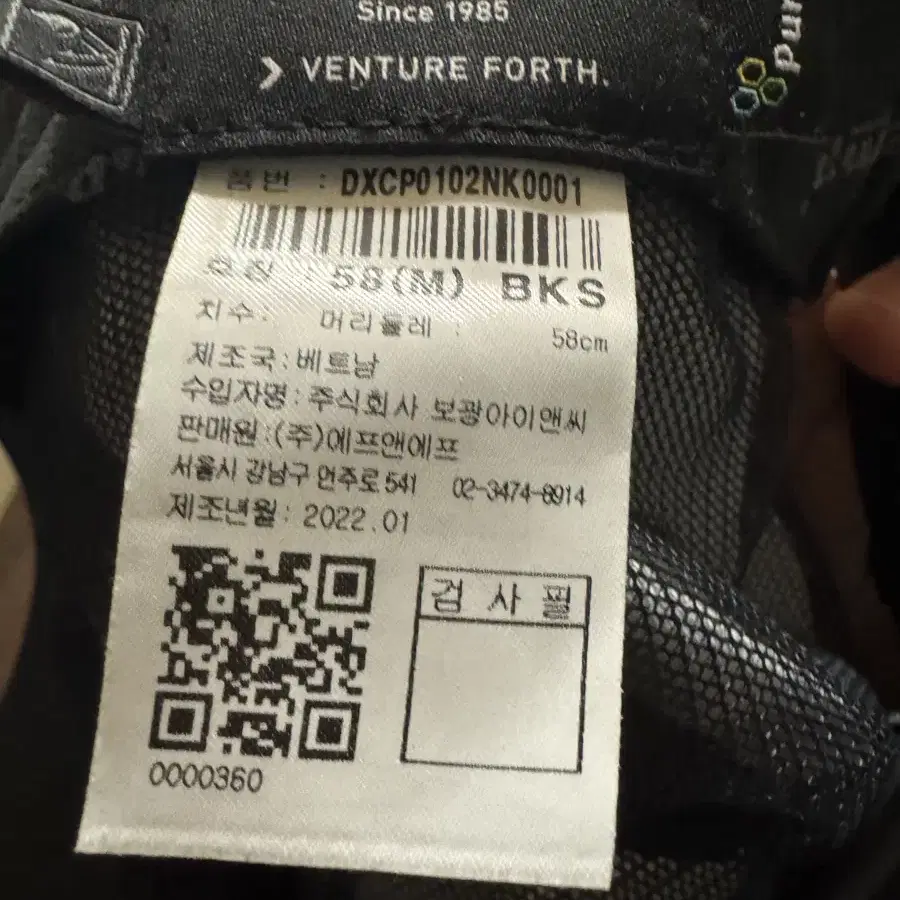 Since 1985
VENTURE FORTH.
품번 : DXCP0102NK0001
호칭 : 58(M) BKS
치수: 머리둘레 : 58cm
제조국:베트남
수입자명:주식회사 보광아이앤씨
판매원:(주)에프앤에프
서울시 강남구 언주로 541 02-3474-8914
제조년월: 2022.01
검 사 필
0000360